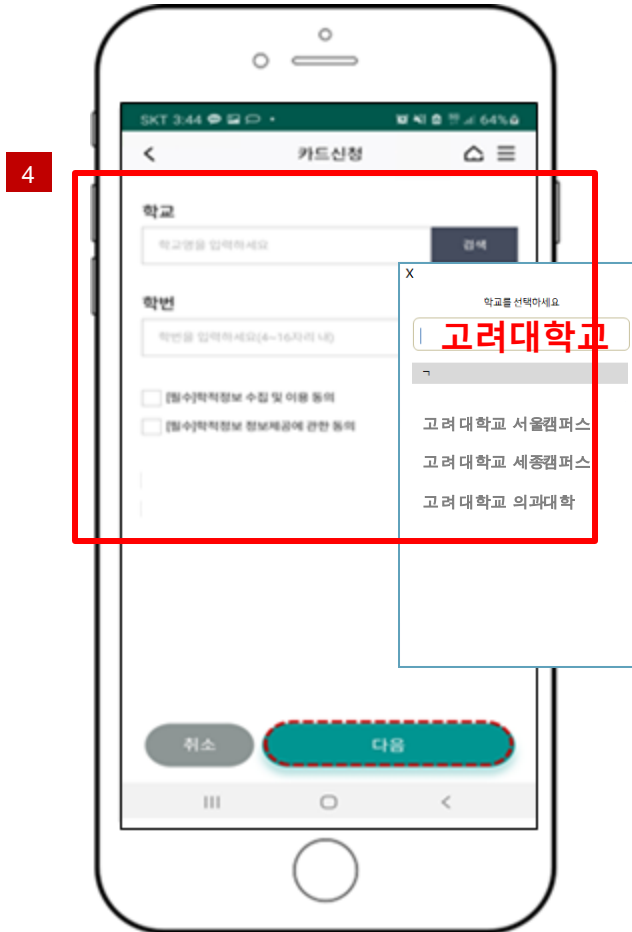 SKT 3:44
64%
카드신청
4
학교
학교명을 입력하세요
검색
학번
학번을 입력하세요(4~16자리 내)
[필수]학적정보 수집 및 이용 동의
[필수]학적정보 정보제공에 관한 동의
X
학교를 선택하세요
고려대학교
ㄱ
고려대학교 서울캠퍼스
고려대학교 세종캠퍼스
고려대학교 의과대학
취소
다음